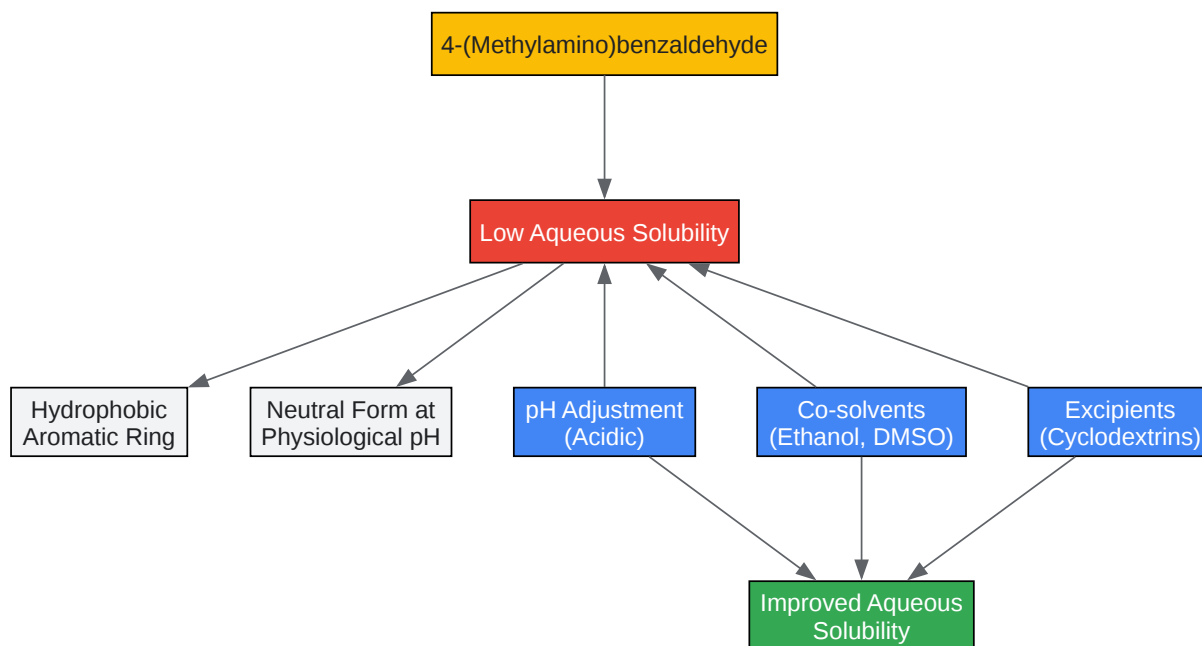 4-(Methylamino)benzaldehyde
Low Aqueous Solubility
Hydrophobic
Aromatic Ring
Neutral Form at
Physiological pH
pH Adjustment
(Acidic)
Co-solvents
(Ethanol, DMSO)
Excipients
(Cyclodextrins)
Improved Aqueous
Solubility